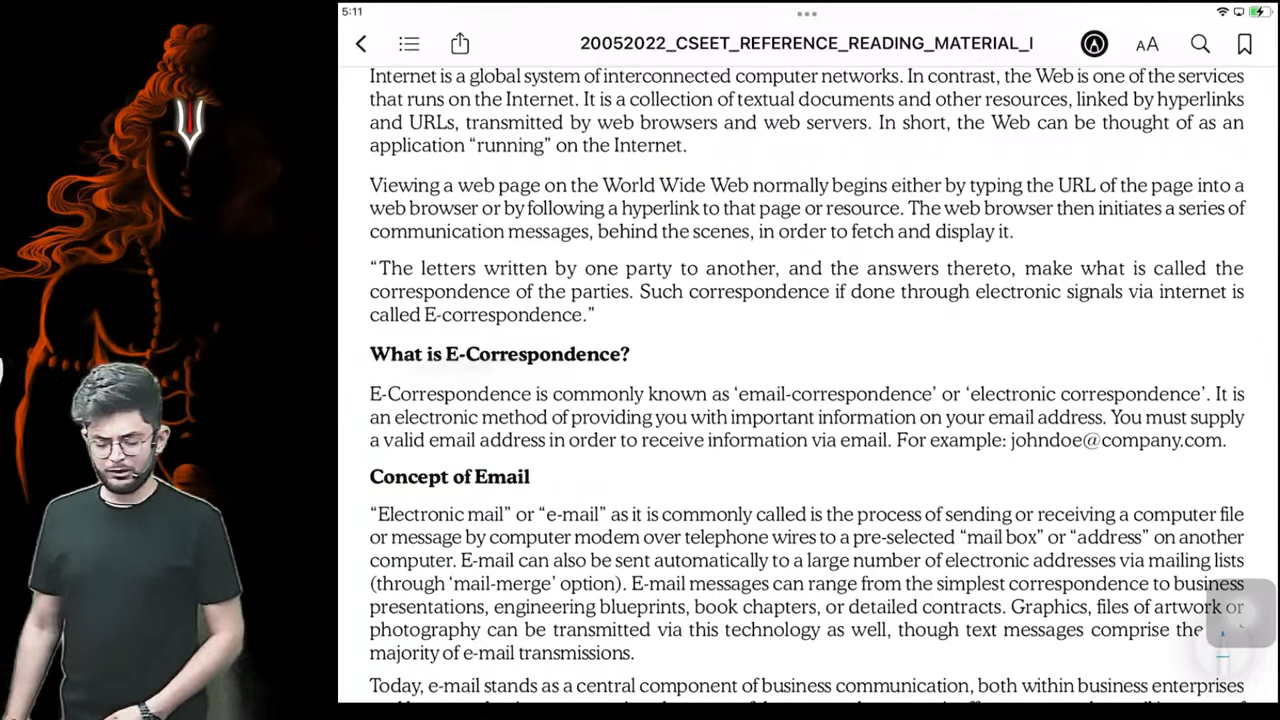 5:11
20052022_CSEET_REFERENCE_READING_MATERIAL_I
AA
Internet is a global system of interconnected computer networks. In contrast, the Web is one of the services
that runs on the Internet. It is a collection of textual documents and other resources, linked by hyperlinks
and URLs, transmitted by web browsers and web servers. In short, the Web can be thought of as an
application “running” on the Internet.
Viewing a web page on the World Wide Web normally begins either by typing the URL of the page into a
web browser or by following a hyperlink to that page or resource. The web browser then initiates a series of
communication messages, behind the scenes, in order to fetch and display it.
“The letters written by one party to another, and the answers thereto, make what is called the
correspondence of the parties. Such correspondence if done through electronic signals via internet is
called E-correspondence.”
What is E-Correspondence?
E-Correspondence is commonly known as ‘email-correspondence’ or ‘electronic correspondence’. It is
an electronic method of providing you with important information on your email address. You must supply
a valid email address in order to receive information via email. For example: johndoe@company.com.
Concept of Email
“Electronic mail” or “e-mail” as it is commonly called is the process of sending or receiving a computer file
or message by computer modem over telephone wires to a pre-selected “mail box” or “address” on another
computer. E-mail can also be sent automatically to a large number of electronic addresses via mailing lists
(through ‘mail-merge’ option). E-mail messages can range from the simplest correspondence to business
presentations, engineering blueprints, book chapters, or detailed contracts. Graphics, files of artwork or
photography can be transmitted via this technology as well, though text messages comprise the
majority of e-mail transmissions.
Today, e-mail stands as a central component of business communication, both within business enterprises